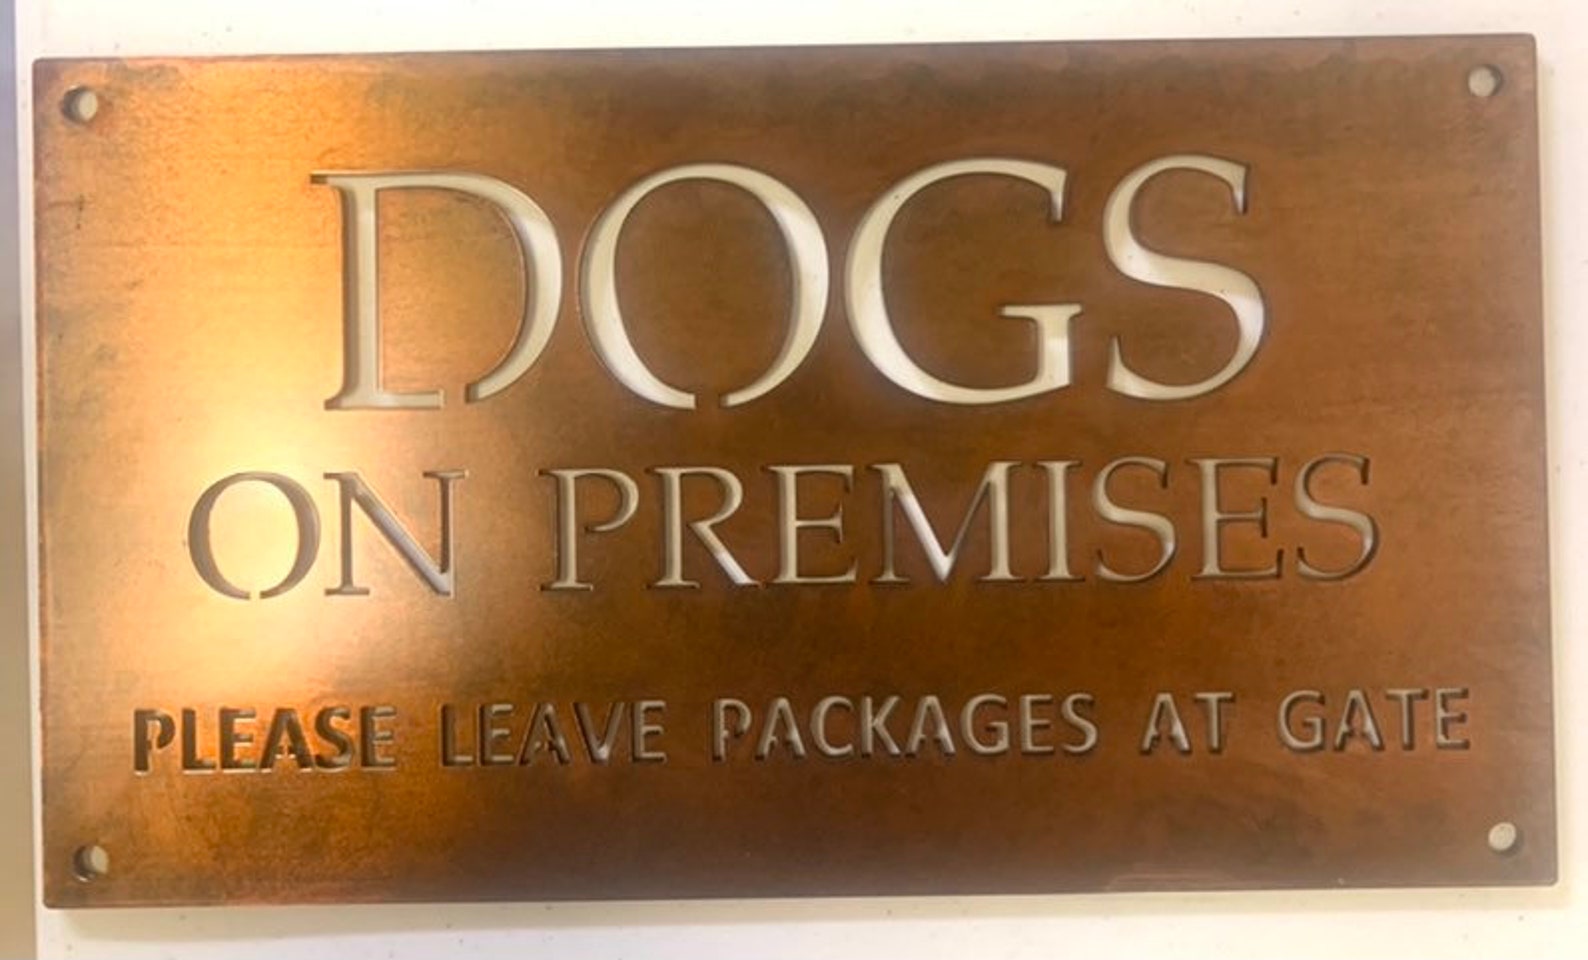 DOGS
ON PREMISES
PLEASE LEAVE PACKAGES AT GATE